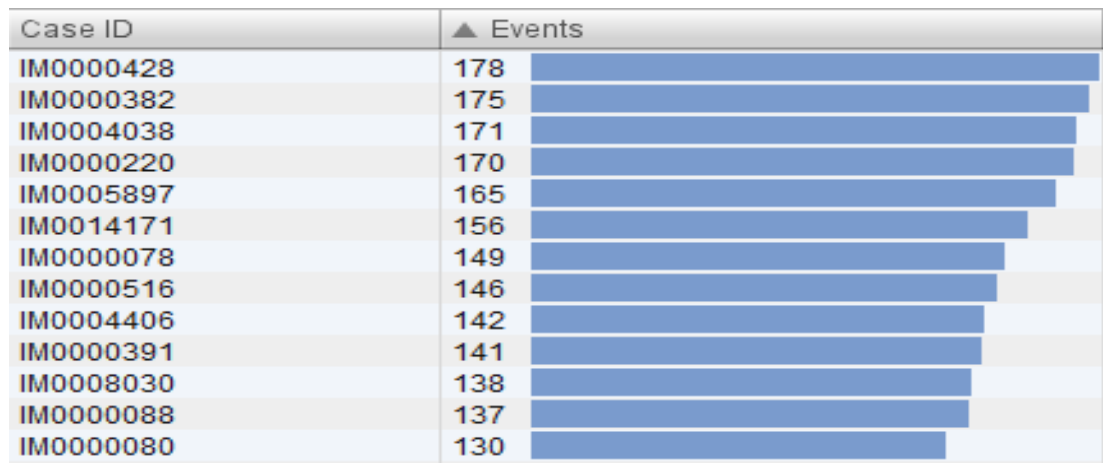 Case ID ▲ Events
IM0000428 178
IM0000382 175
IM0004038 171
IM0000220 170
IM0005897 165
IM0014171 156
IM0000078 149
IM0000516 146
IM0004406 142
IM0000391 141
IM0008030 138
IM0000088 137
IM0000080 130